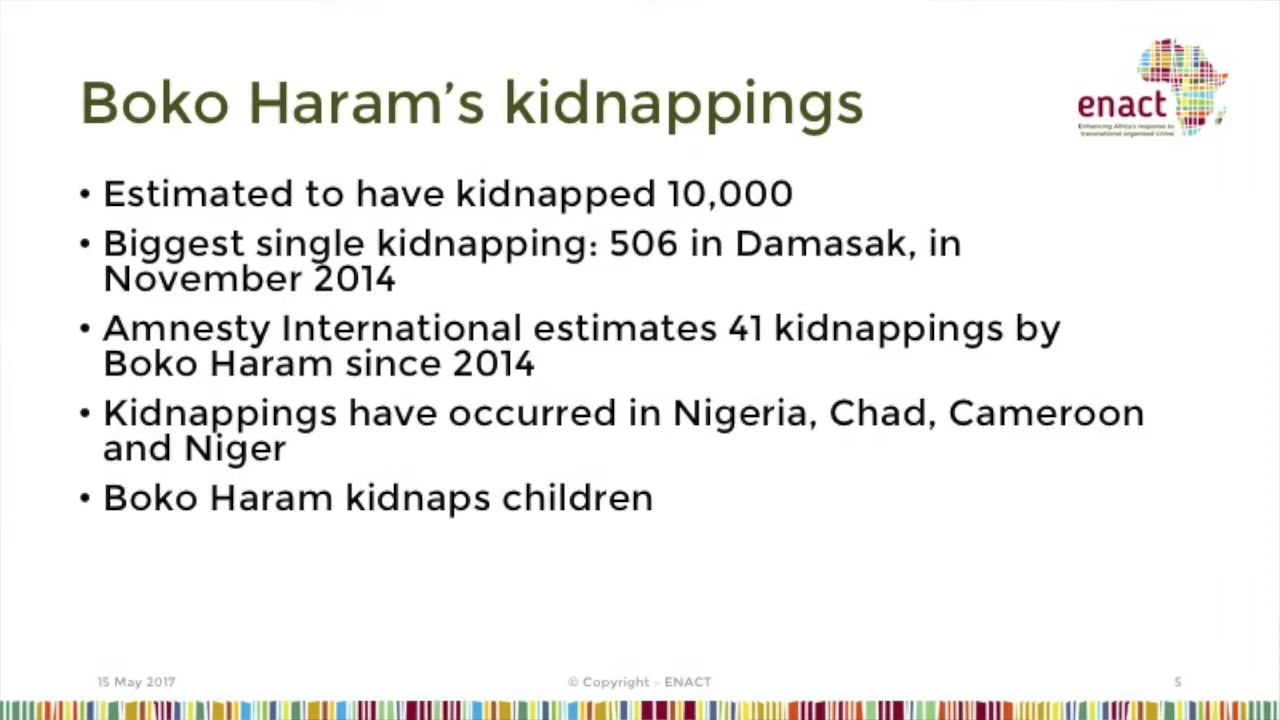 Boko Haram's kidnappings
enact
Enhancing Africa's response to
transnational organised crime
• Estimated to have kidnapped 10,000
• Biggest single kidnapping: 506 in Damasak, in
November 2014
• Amnesty International estimates 41 kidnappings by
Boko Haram since 2014
• Kidnappings have occurred in Nigeria, Chad, Cameroon
and Niger
• Boko Haram kidnaps children
15 May 2017
© Copyright - ENACT
5